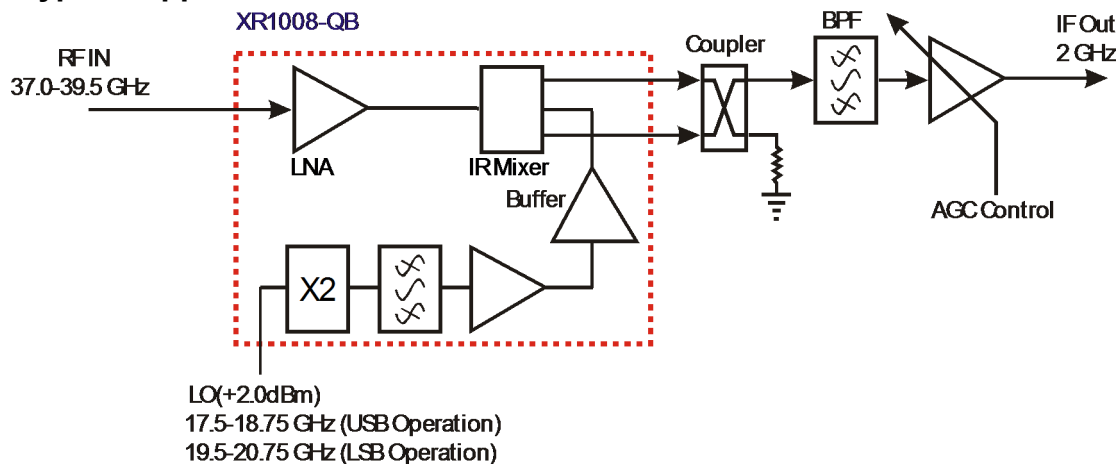 XR1008-QB
BPF
IF Out
2 GHz
Coupler
RF IN
37.0-39.5 GHz
LNA
IR Mixer
Buffer
AGC Control
X2
LO(+2.0dBm)
17.5-18.75 GHz (USB Operation)
19.5-20.75 GHz (LSB Operation)